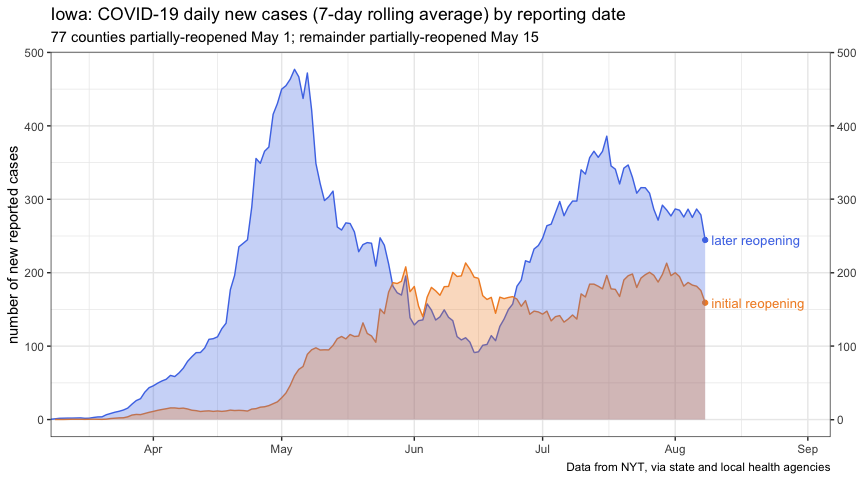 Iowa: COVID-19 daily new cases (7-day rolling average) by reporting date
77 counties partially-reopened May 1; remainder partially-reopened May 15
500
500
400
400
300
300
later reopening
200
200
initial reopening
100
100
0
0
number of new reported cases
Apr
May
Jun
Jul
Aug
Sep
Data from NYT, via state and local health agencies